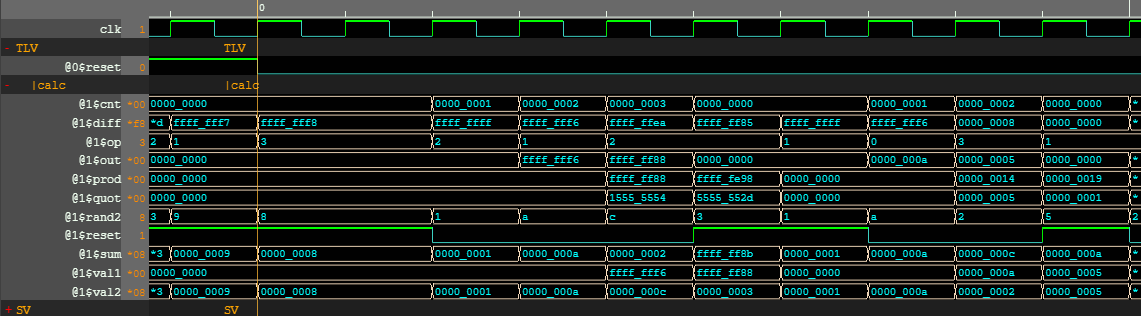 0
clk 1
- TLV TLV
@0$reset 0
- |calc |calc
@1$cnt *00 0000_0000 0000_0001 0000_0002 0000_0003 0000_0000 0000_0001 0000_0002 0000_0000 *
@1$diff *f3 *d ffff_fff7 ffff_fff8 ffff_ffff ffff_fff6 ffff_ffea ffff_ff85 ffff_ffff ffff_fff6 0000_0008 0000_0000 *
@1$op 3 2 1 3 2 1 2 1 0 3 1
@1$out *00 0000_0000 ffff_fff6 ffff_ff88 0000_0000 0000_000a 0000_0005 0000_0000 *
@1$prod *00 0000_0000 ffff_ff88 ffff_fe98 0000_0000 0000_0014 0000_0019 *
@1$quot *00 0000_0000 1555_5554 5555_552d 0000_0000 0000_0005 0000_0001 *
@1$rand2 8 3 9 8 1 a c 3 1 a 2 5 2
@1$reset 1
@1$sum *08 *3 0000_0009 0000_0008 0000_0001 0000_000a 0000_0002 ffff_ff8b 0000_0001 0000_000a 0000_000c 0000_000a *
@1$val1 *00 0000_0000 ffff_fff6 ffff_ff88 0000_0000 0000_000a 0000_0005 *
@1$val2 *08 *3 0000_0009 0000_0008 0000_0001 0000_000a 0000_000c 0000_0003 0000_0001 0000_000a 0000_0002 0000_0005 *
+ SV SV